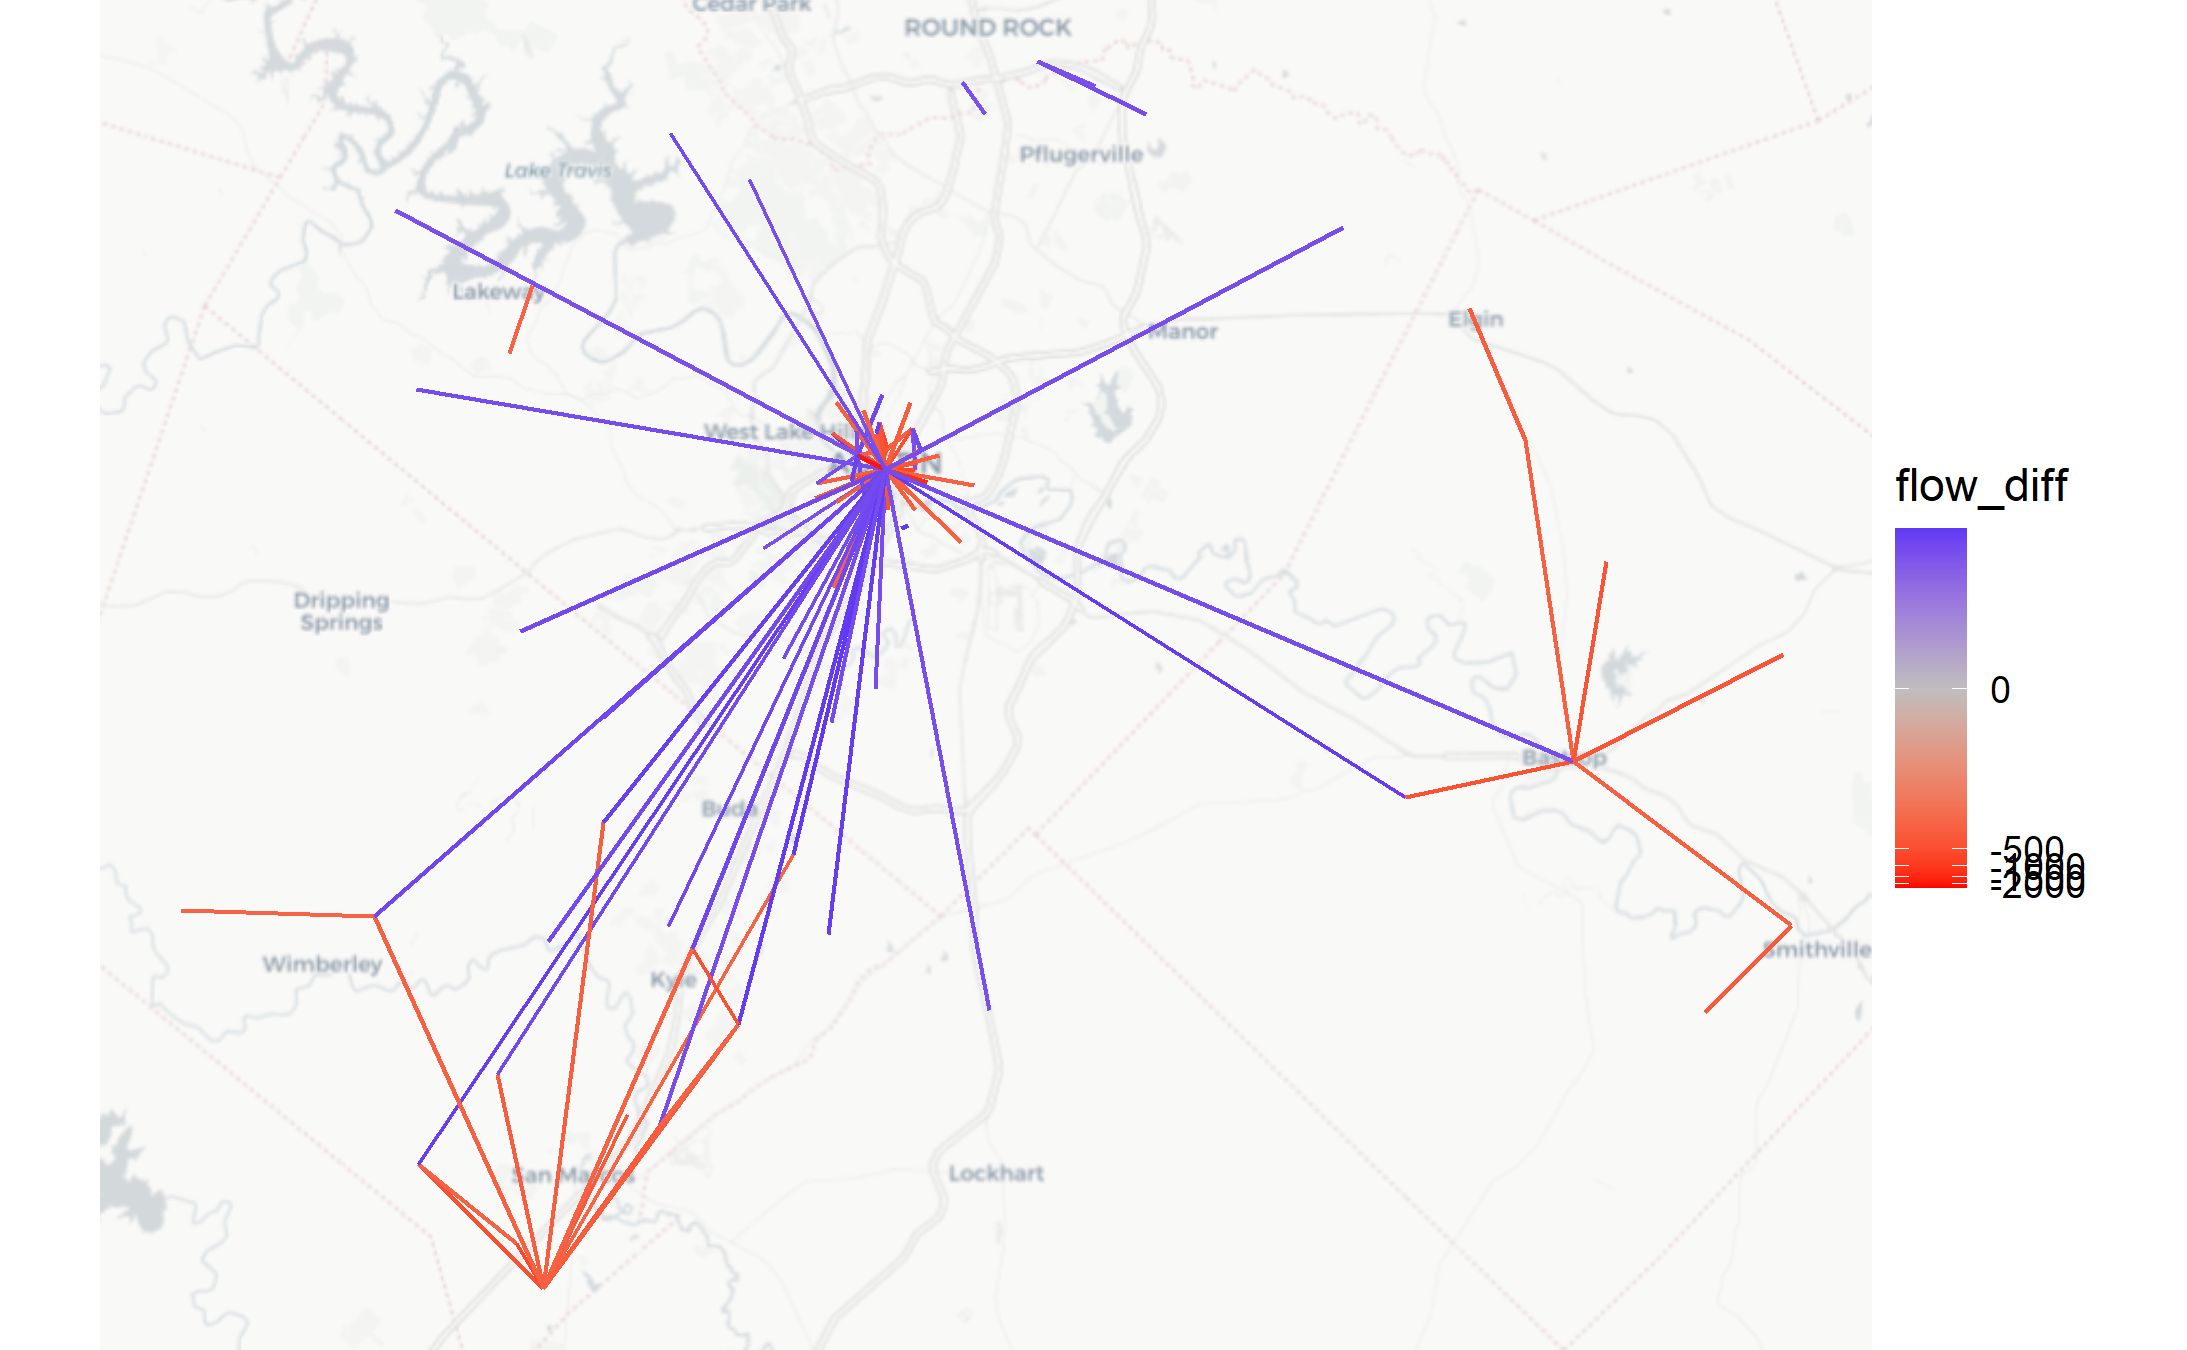 Cedar Park
ROUND ROCK
Pflugerville
Lake Travis
Lakeway
Elgin
Manor
West Lake Hills
AUSTIN
flow_diff
0
Dripping
Springs
Bastrop
Buda
-500
-1000
-1500
-2000
Smithville
Wimberley
Kyle
San Marcos
Lockhart